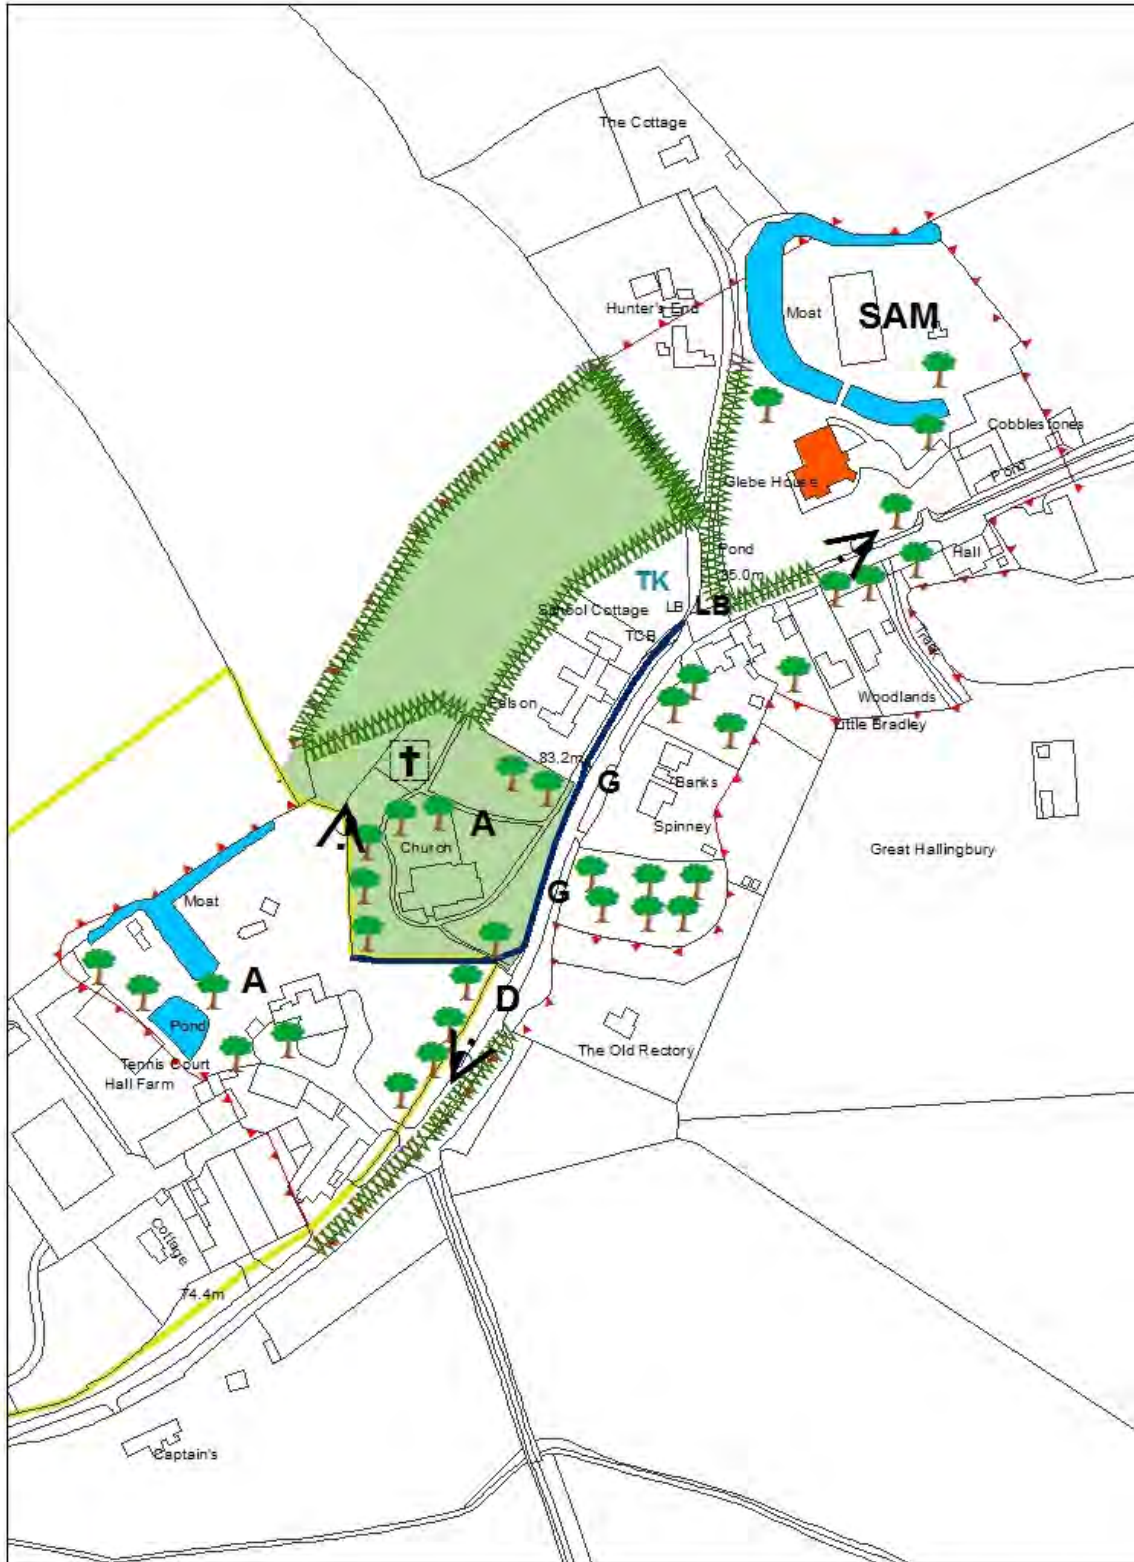 The Cottage
Hunter's End
Moat
SAM
Cobblestones
Pond
Glebe House
Pond
Hall
TK
LB
LB
School Cottage
TCB
Track
Woodlands
Little Bradley
Felson
83.2m
G
Banks
A
Spinney
Church
Great Hallingbury
G
Moat
A
D
Pond
The Old Rectory
Tennis Court
Hall Farm
Cottage
74.4m
Captain's